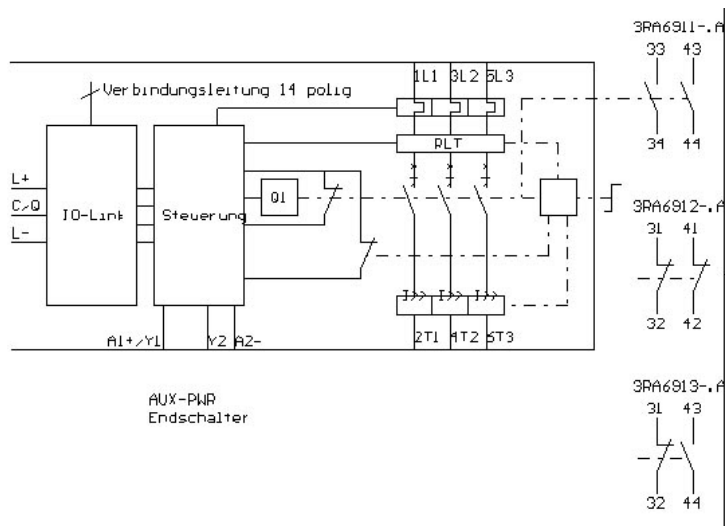 3RA6911-.A
33 43
34 44
1L1 3L2 5L3
Verbindungsleitung 14 polig
RLT
L+
C/Q
L-
IO-Link
Steuerung
Q1
3RA6912-.A
31 41
32 42
I>> I>> I>>
A1+/Y1 Y2 A2-
2T1 4T2 6T3
3RA6913-.A
31 43
32 44
AUX-PWR
Endschalter